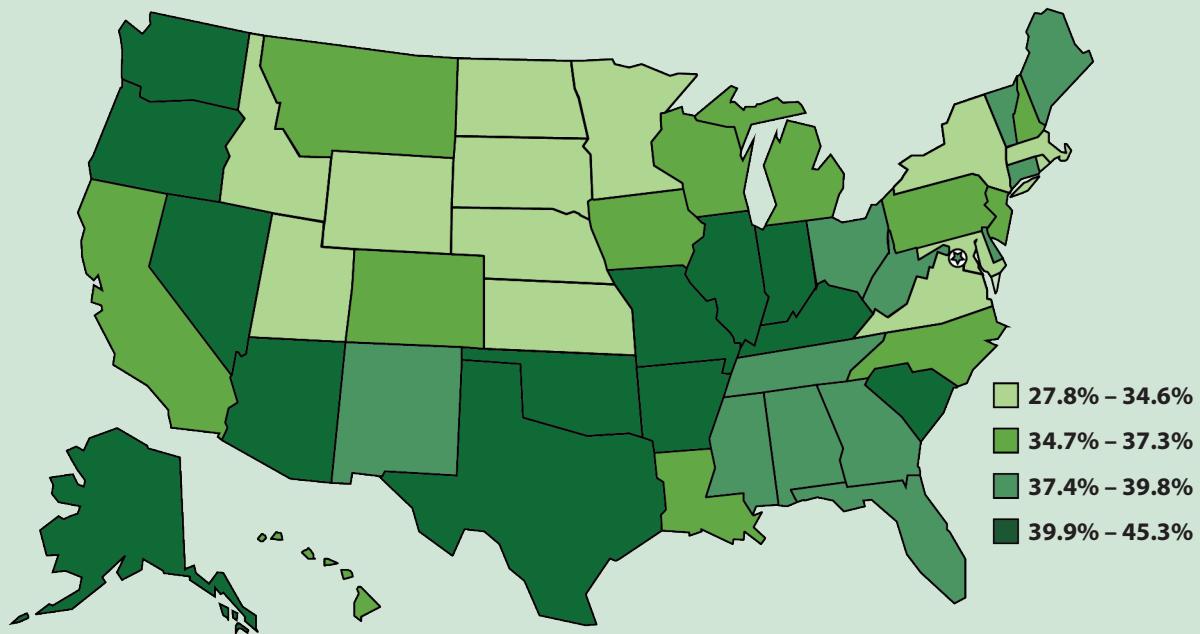 27.8% – 34.6%
34.7% – 37.3%
37.4% – 39.8%
39.9% – 45.3%